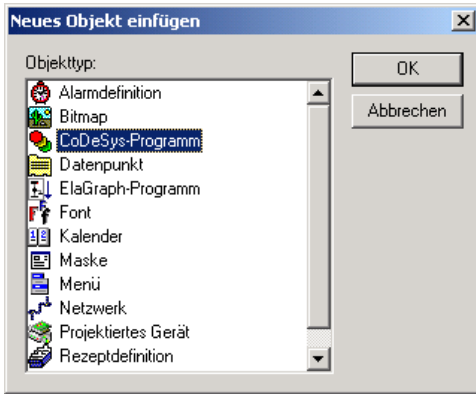 Neues Objekt einfügen
Objekttyp:
Alarmdefinition
Bitmap
CoDeSys-Programm
Datenpunkt
ElaGraph-Programm
Font
Kalender
Maske
Menü
Netzwerk
Projektiertes Gerät
Rezeptdefinition
OK
Abbrechen